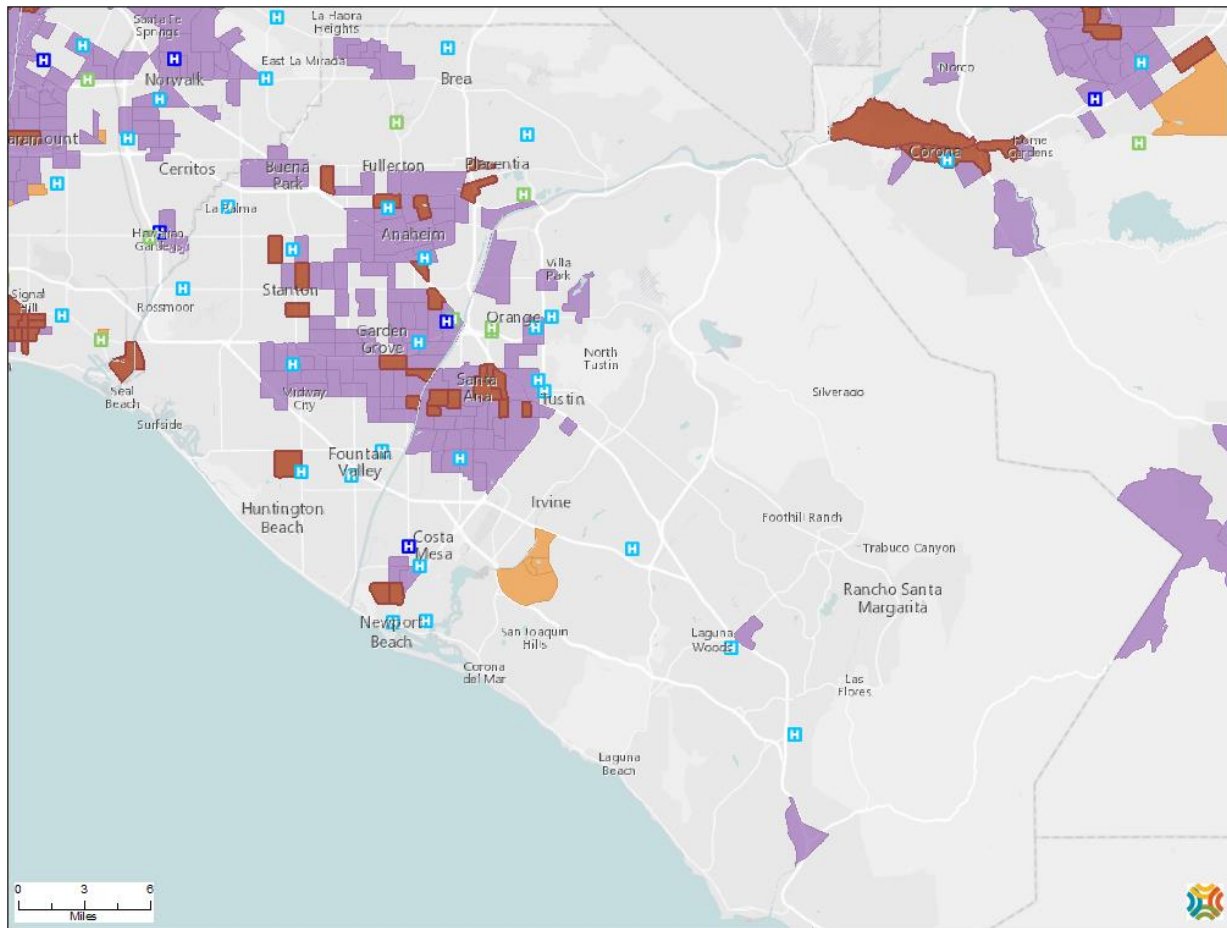 Santa Fe
Springs
La Habra
Heights
East La Mirada
Norwalk
Brea
Norco
Paramount
Cerritos
Buena
Park
Fullerton
Placentia
Corona
Home
Gardens
La Palma
Hawaiian
Gardens
Anaheim
Villa
Park
Signal
Hill
Rossmoor
Stanton
Garden
Grove
Orange
North
Tustin
Seal
Beach
Midway
City
Santa
Ana
Tustin
Silverado
Surfside
Fountain
Valley
Huntington
Beach
Irvine
Foothill Ranch
Costa
Mesa
Trabuco Canyon
Rancho Santa
Margarita
Newport
Beach
San Joaquin
Hills
Laguna
Woods
Corona
del Mar
Las
Flores
Laguna
Beach
0 3 6
Miles